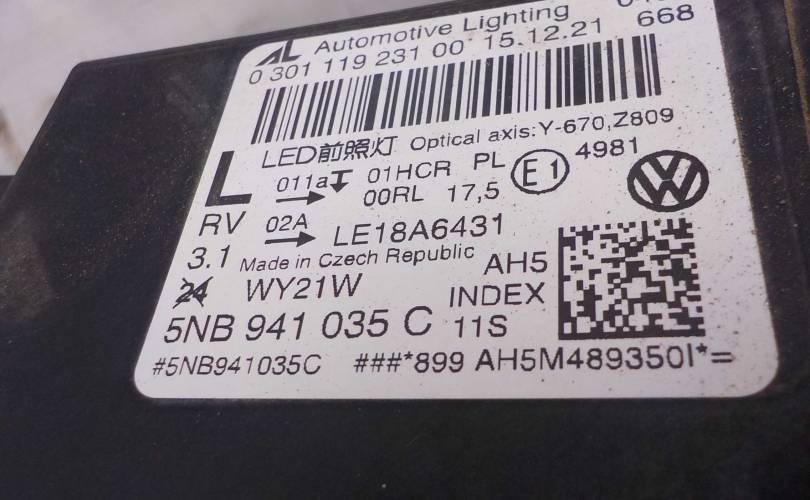 AL Automotive Lighting
0 301 119 231 00 15.12.21 668
LED前照灯 Optical axis:Y-670,Z809
L 011a 01HCR PL E1 4981
00RL 17,5
RV 02A LE18A6431
3.1 Made in Czech Republic AH5
24 WY21W INDEX
5NB 941 035 C 11S
#5NB941035C ###*899 AH5M489350I*=